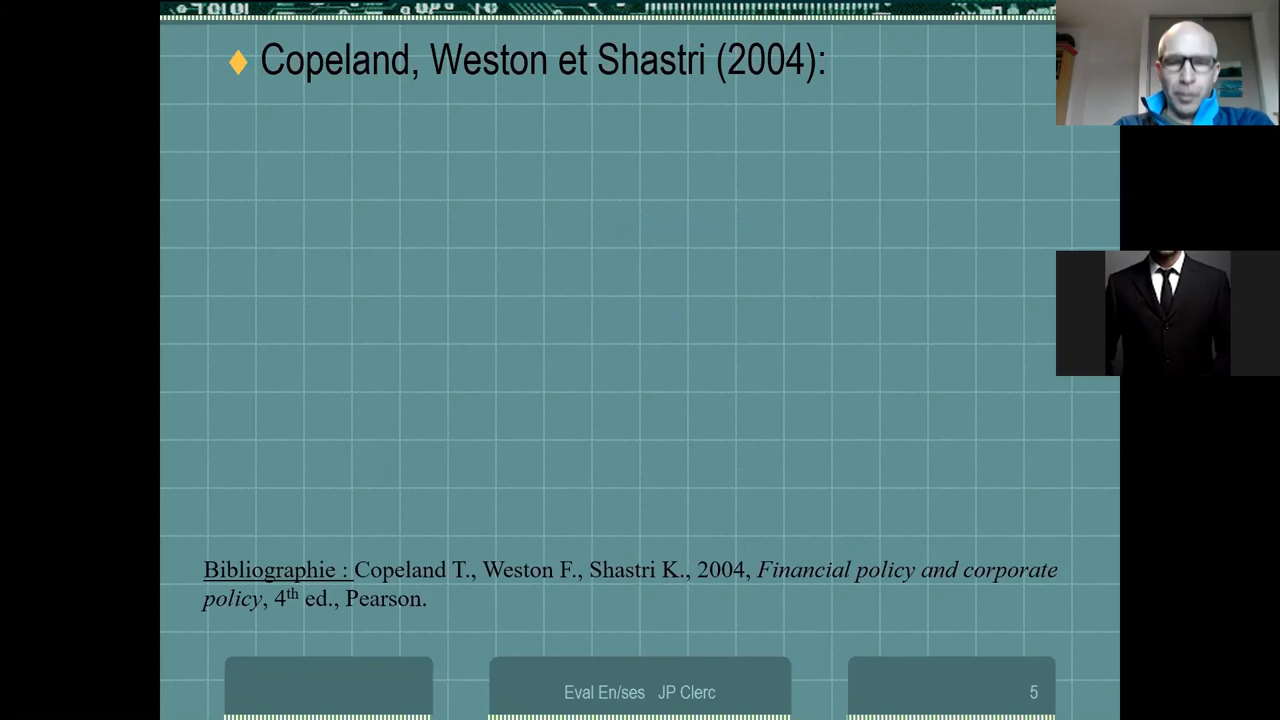 Copeland, Weston et Shastri (2004):
Bibliographie : Copeland T., Weston F., Shastri K., 2004, Financial policy and corporate
policy, 4th ed., Pearson.
Eval En/ses JP Clerc
5